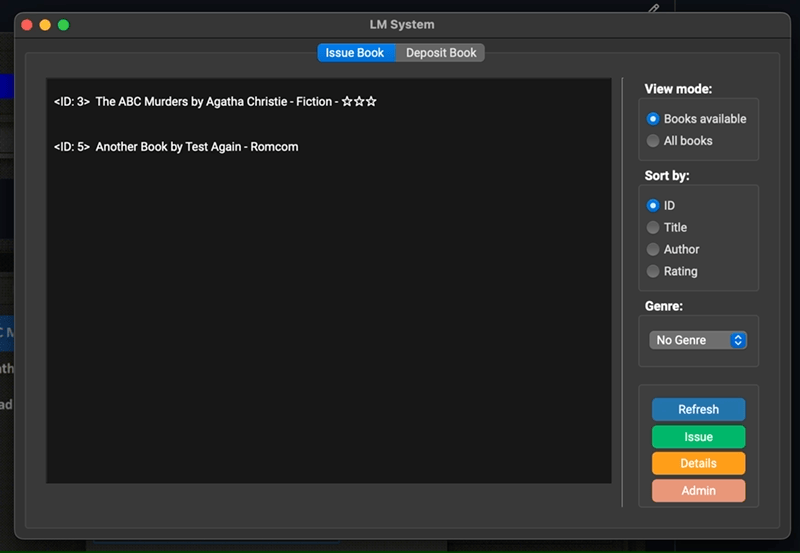 LM System
Issue Book
Deposit Book
<ID: 3> The ABC Murders by Agatha Christie - Fiction - ☆☆☆
<ID: 5> Another Book by Test Again - Romcom
View mode:
Books available
All books
Sort by:
ID
Title
Author
Rating
Genre:
No Genre
Refresh
Issue
Details
Admin